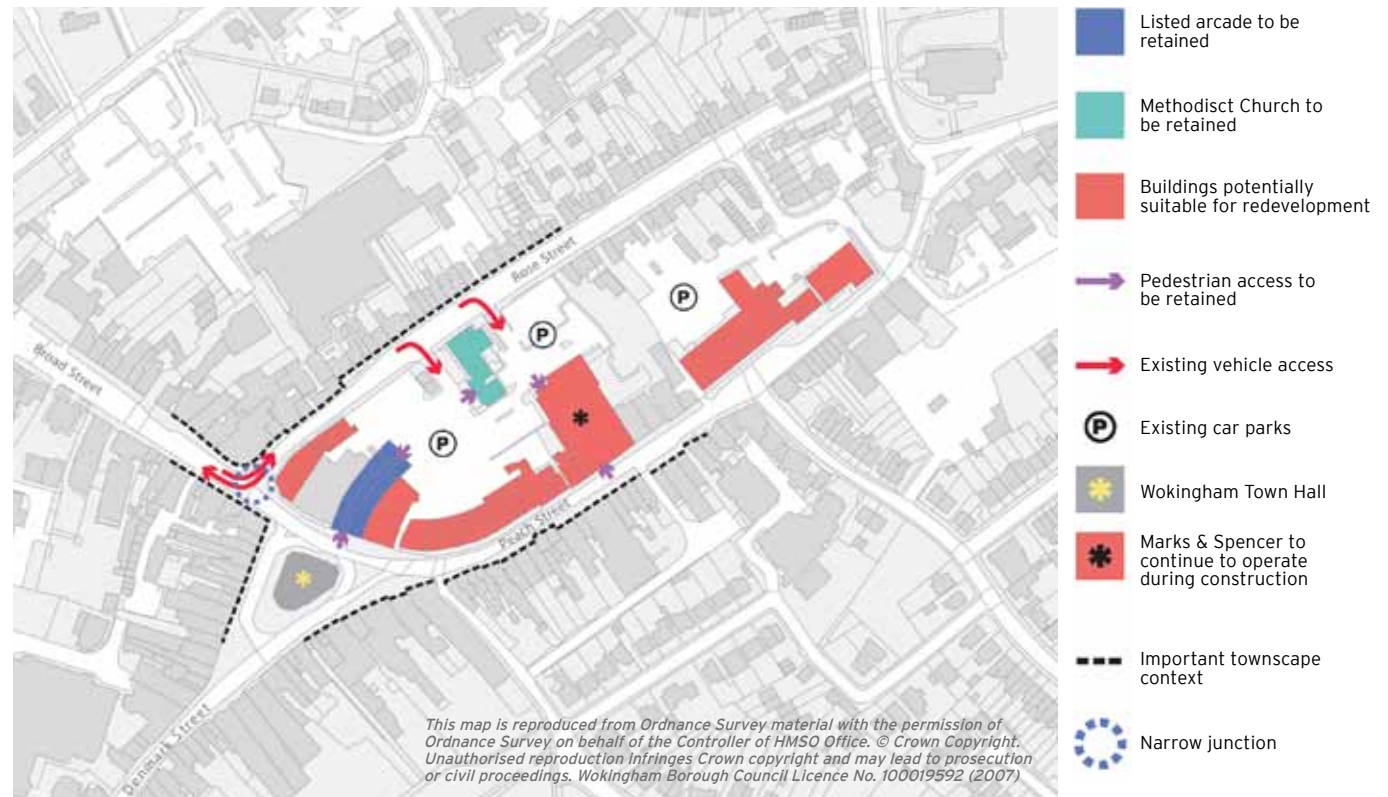 Rose Street
Broad Street
Peach Street
Denmark Street
P
P
P
This map is reproduced from Ordnance Survey material with the permission of
Ordnance Survey on behalf of the Controller of HMSO Office. © Crown Copyright.
Unauthorised reproduction infringes Crown copyright and may lead to prosecution
or civil proceedings. Wokingham Borough Council Licence No. 100019592 (2007)
Listed arcade to be
retained
Methodisct Church to
be retained
Buildings potentially
suitable for redevelopment
Pedestrian access to
be retained
Existing vehicle access
P
Existing car parks
Wokingham Town Hall
Marks & Spencer to
continue to operate
during construction
Important townscape
context
Narrow junction